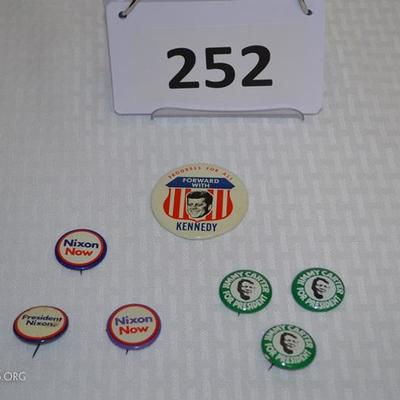 252
PROGRESS FOR ALL
FORWARD
WITH
KENNEDY
Nixon
Now
President
Nixon.
Nixon
Now
JIMMY CARTER
FOR PRESIDENT
JIMMY CARTER
FOR PRESIDENT
JIMMY CARTER
FOR PRESIDENT
.ORG